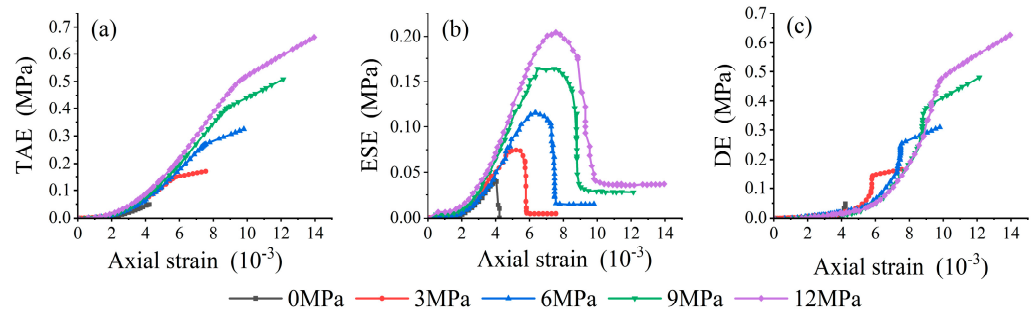 (a)
TAE (MPa)
0.7
0.6
0.5
0.4
0.3
0.2
0.1
0.0
0 2 4 6 8 10 12 14
Axial strain (10⁻³)
(b)
ESE (MPa)
0.20
0.15
0.10
0.05
0.00
0 2 4 6 8 10 12 14
Axial strain (10⁻³)
(c)
DE (MPa)
0.7
0.6
0.5
0.4
0.3
0.2
0.1
0.0
0 2 4 6 8 10 12 14
Axial strain (10⁻³)
0MPa 3MPa 6MPa 9MPa 12MPa